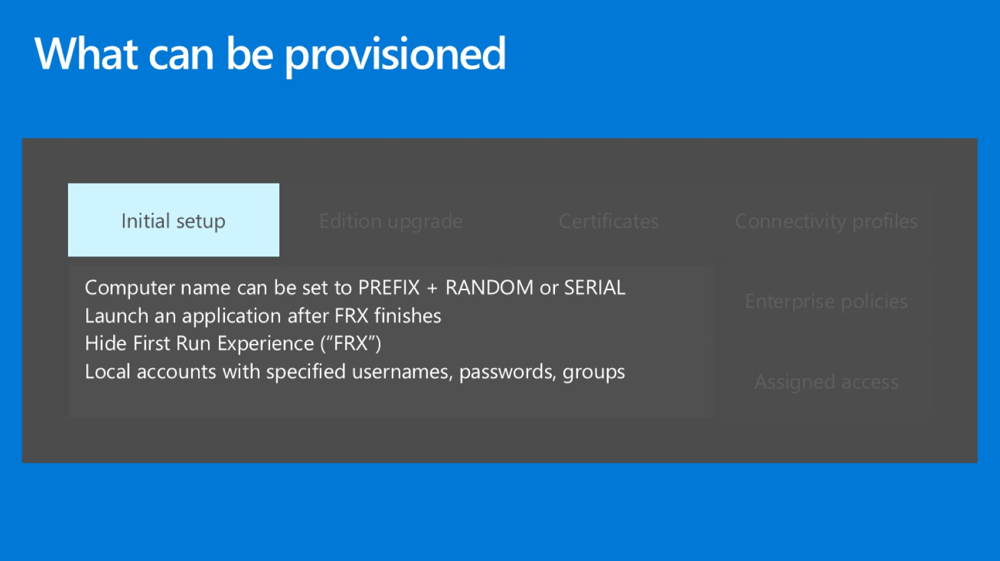 What can be provisioned
Initial setup
Edition upgrade
Certificates
Connectivity profiles
Computer name can be set to PREFIX + RANDOM or SERIAL
Launch an application after FRX finishes
Hide First Run Experience (“FRX”)
Local accounts with specified usernames, passwords, groups
Enterprise policies
Assigned access